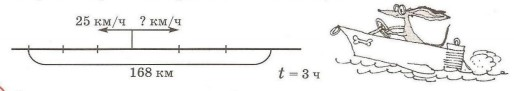 25 км/ч ? км/ч
168 км t = 3 ч